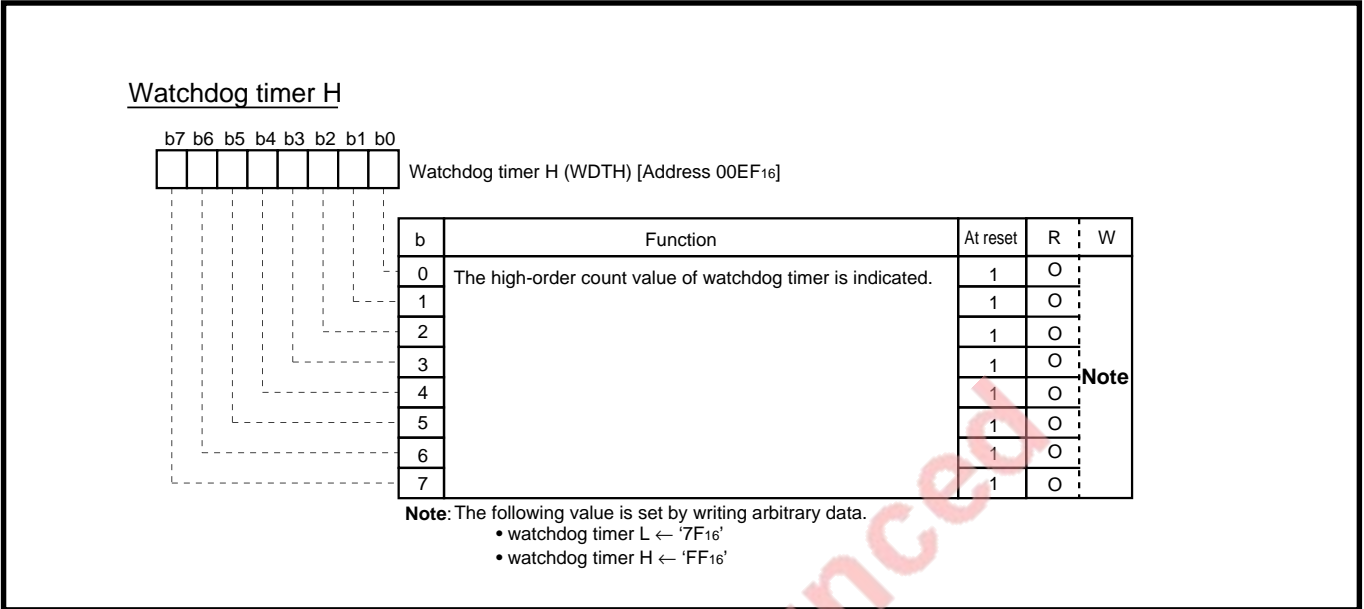 Watchdog timer H
b7 b6 b5 b4 b3 b2 b1 b0
Watchdog timer H (WDTH) [Address 00EF16]
b Function At reset R W
0 The high-order count value of watchdog timer is indicated. 1 O
1 1 O
2 1 O
3 1 O
Note
4 1 O
5 1 O
6 1 O
7 1 O
Note: The following value is set by writing arbitrary data.
• watchdog timer L ← ‘7F16’
• watchdog timer H ← ‘FF16’